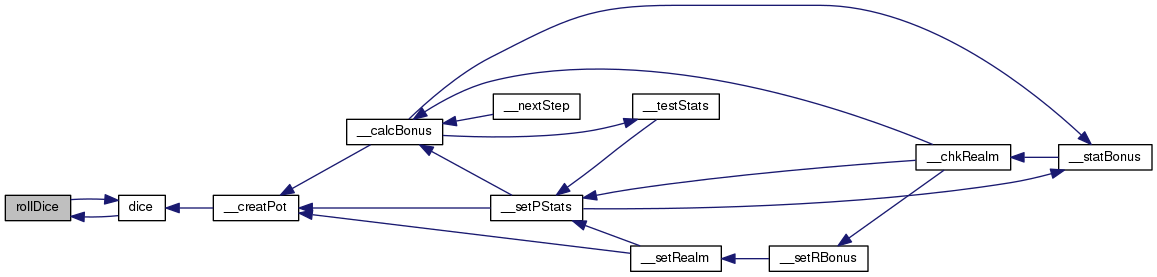 rollDice
dice
__creatPot
__calcBonus
__nextStep
__testStats
__setPStats
__setRealm
__setRBonus
__chkRealm
__statBonus